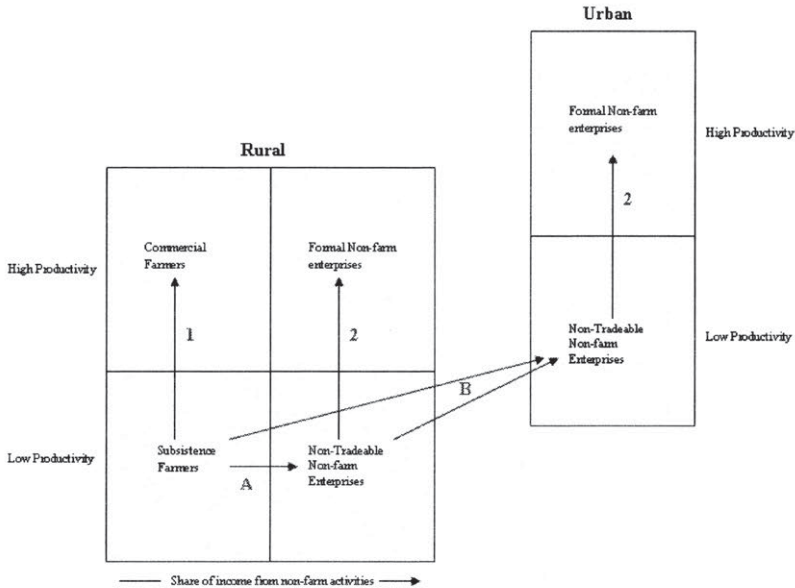 Urban
Formal Non-farm
enterprises
High Productivity
2
Non-Tradeable
Non-farm
Enterprises
Low Productivity
Rural
High Productivity
Commercial
Farmers
Formal Non-farm
enterprises
1
2
B
Low Productivity
Subsistence
Farmers
A
Non-Tradeable
Non-farm
Enterprises
Share of income from non-farm activities